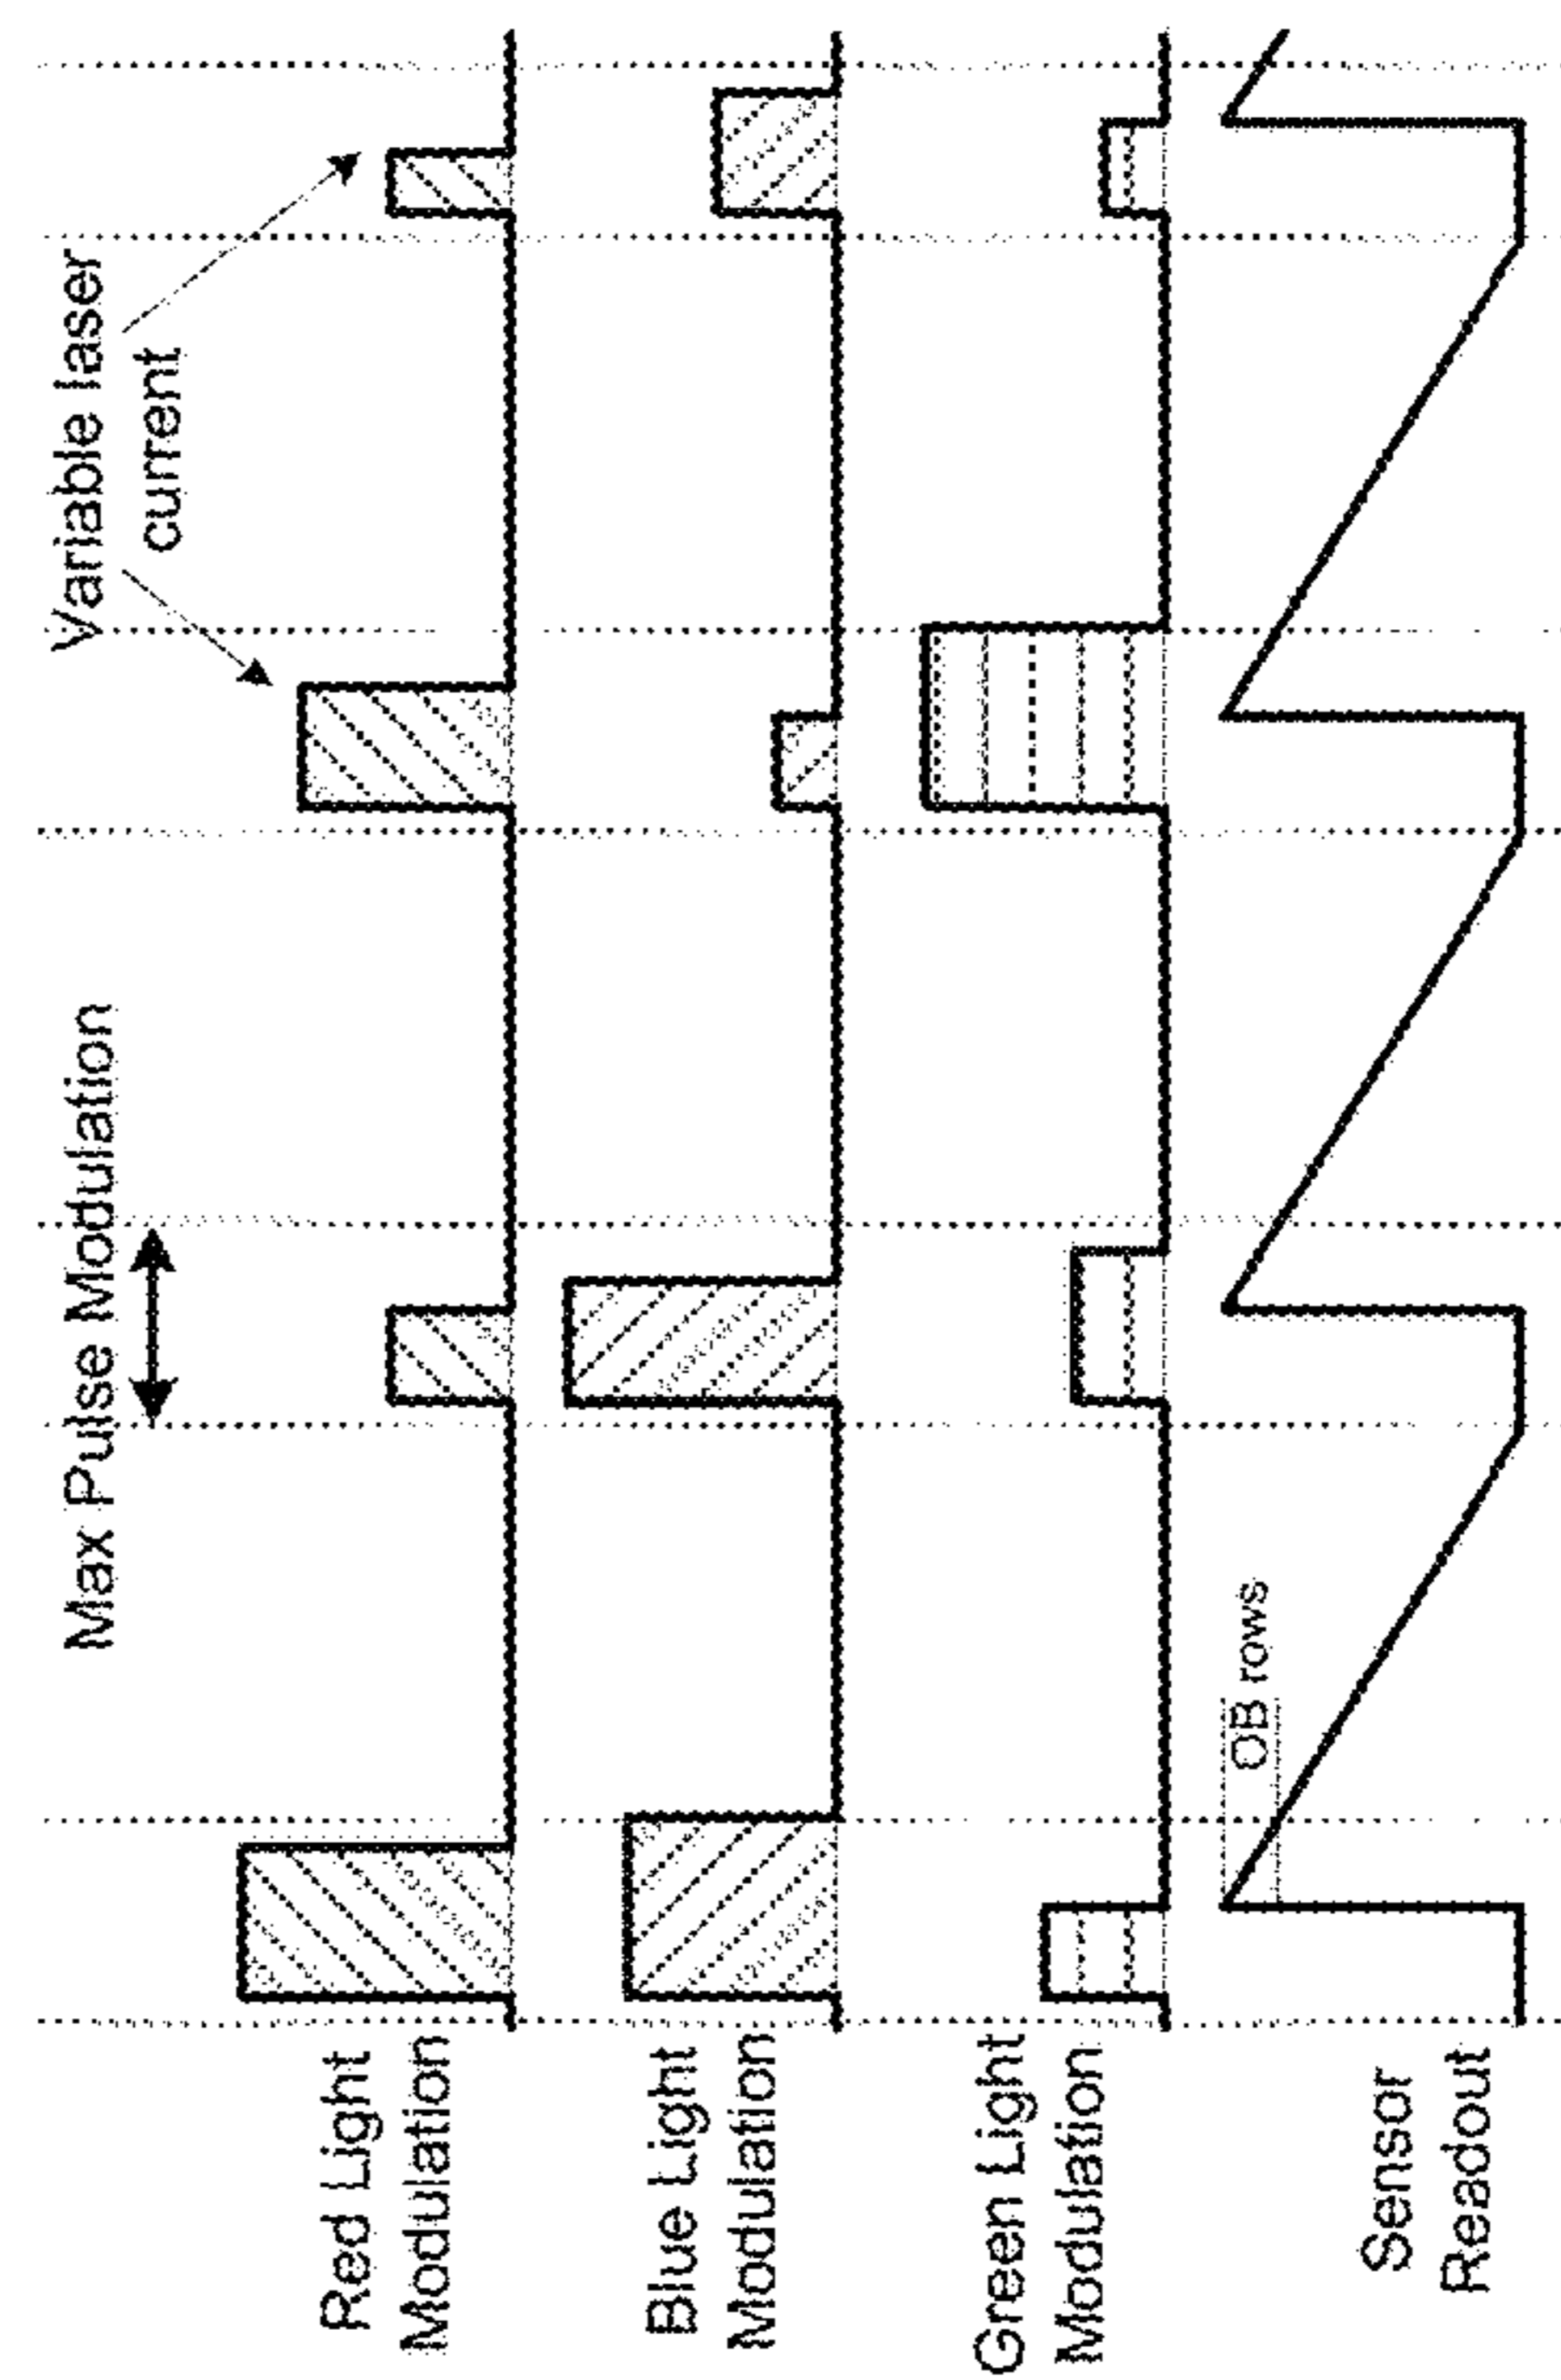 Max Pulse Modulation
Variable laser
current
Red Light
Modulation
Blue Light
Modulation
Green Light
Modulation
OB rows
Sensor
Readout